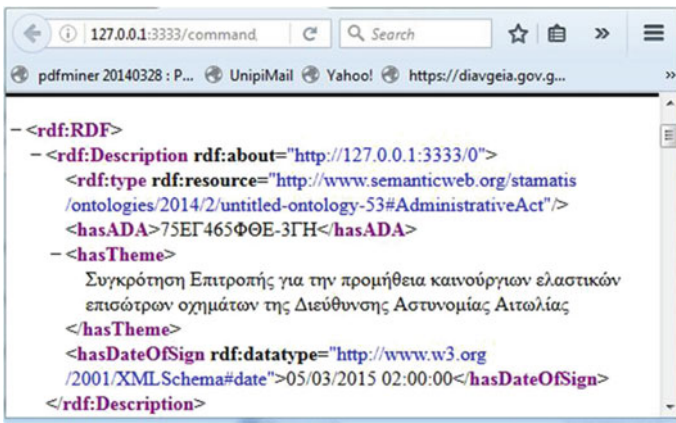 127.0.0.1:3333/command,
Search
pdfminer 20140328 : P... UnipiMail Yahoo! https://diavgeia.gov.g...
− <rdf:RDF>
− <rdf:Description rdf:about="http://127.0.0.1:3333/0">
<rdf:type rdf:resource="http://www.semanticweb.org/stamatis
/ontologies/2014/2/untitled-ontology-53#AdministrativeAct"/>
<hasADA>75ΕΓ465ΦΘΕ-3ΓΗ</hasADA>
− <hasTheme>
Συγκρότηση Επιτροπής για την προμήθεια καινούργιων ελαστικών
επισώτρων οχημάτων της Διεύθυνσης Αστυνομίας Αιτωλίας
</hasTheme>
<hasDateOfSign rdf:datatype="http://www.w3.org
/2001/XMLSchema#date">05/03/2015 02:00:00</hasDateOfSign>
</rdf:Description>